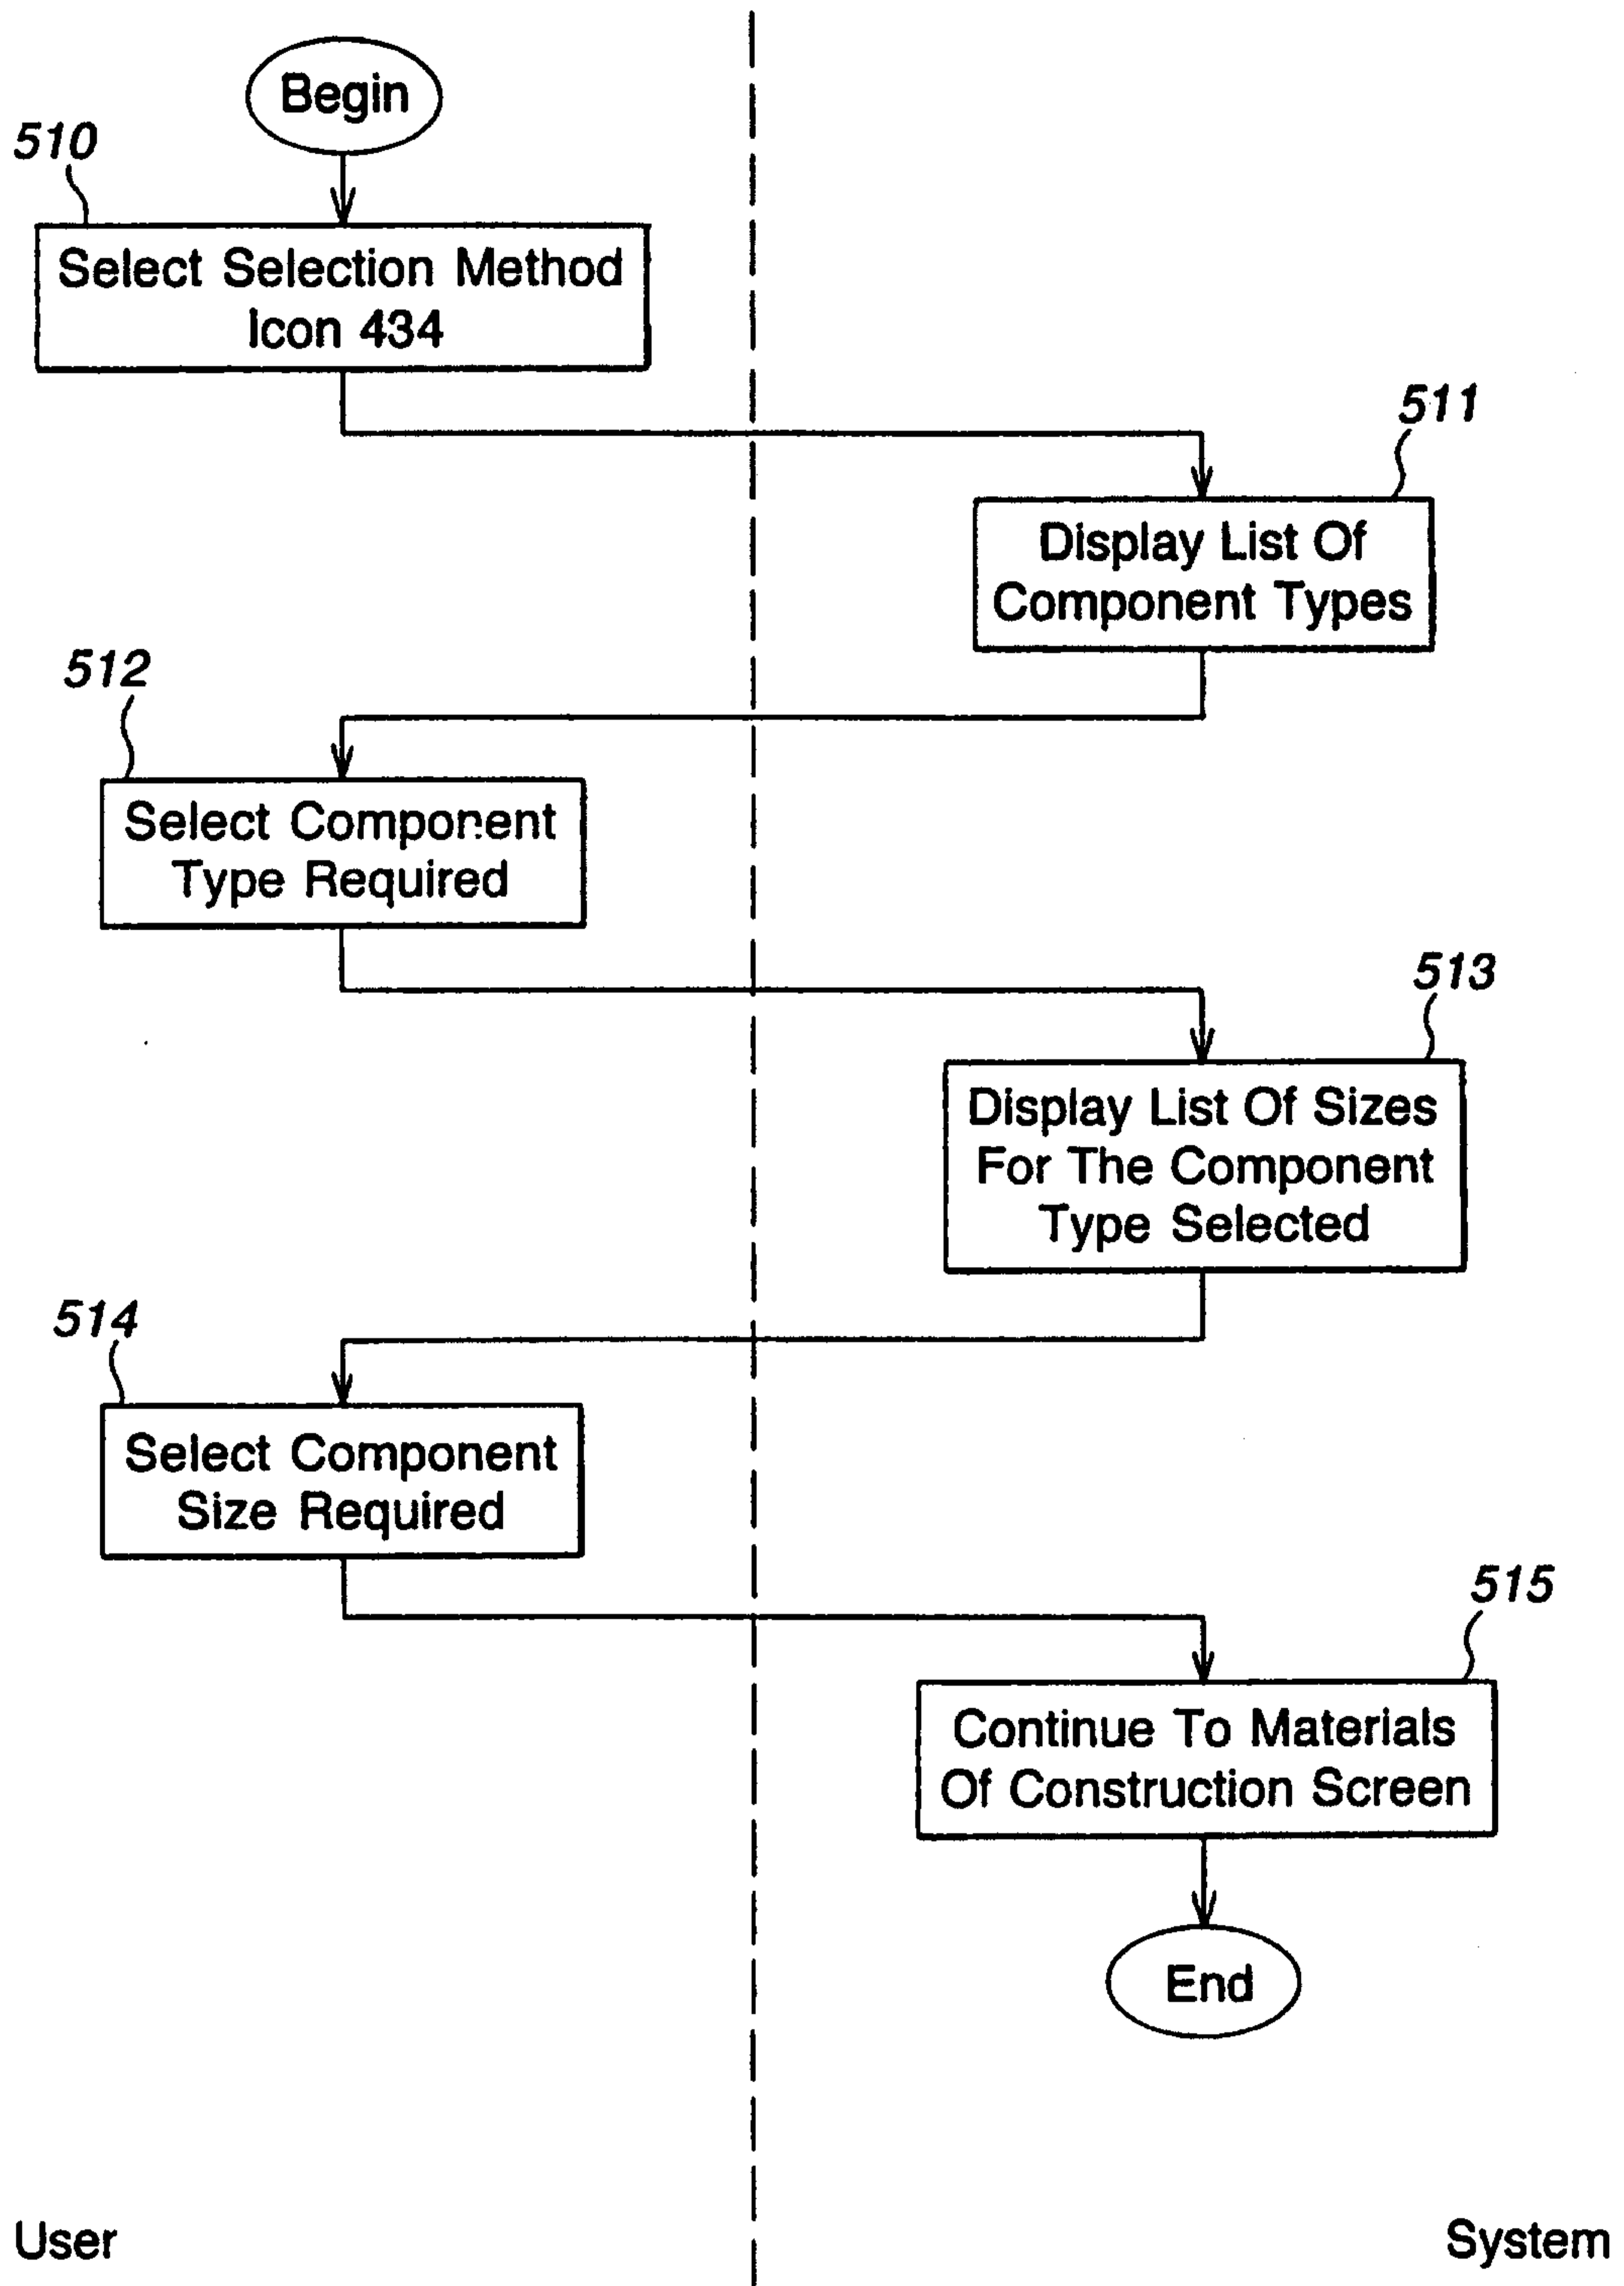 Begin
510
Select Selection Method
Icon 434
511
Display List Of
Component Types
512
Select Component
Type Required
513
Display List Of Sizes
For The Component
Type Selected
514
Select Component
Size Required
515
Continue To Materials
Of Construction Screen
End
User
System